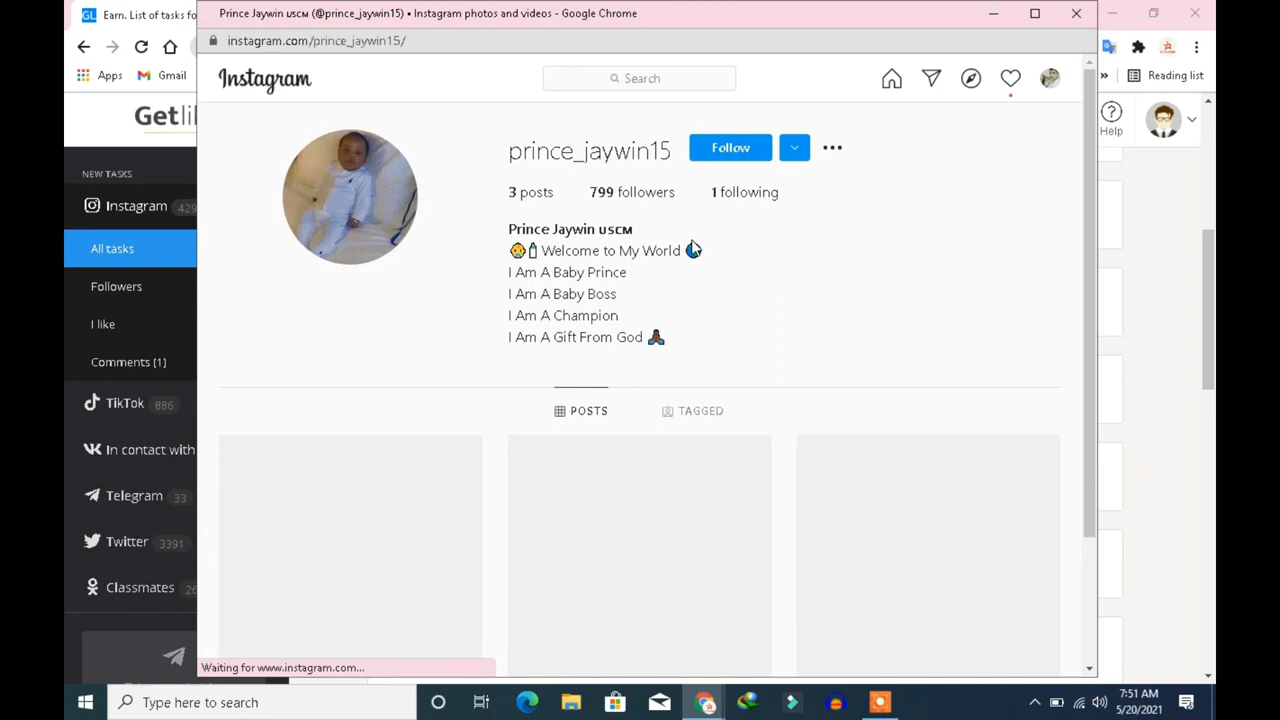 Earn. List of tasks fo
Prince Jaywin ᴜꜱᴄᴍ (@prince_jaywin15) • Instagram photos and videos - Google Chrome
instagram.com/prince_jaywin15/
Apps
Gmail
Reading list
Instagram
Search
Getli
Help
prince_jaywin15
Follow
3 posts
799 followers
1 following
Prince Jaywin ᴜꜱᴄᴍ
👶🍼 Welcome to My World 🌍
I Am A Baby Prince
I Am A Baby Boss
I Am A Champion
I Am A Gift From God 🙏🏾
POSTS
TAGGED
NEW TASKS
Instagram 429
All tasks
Followers
I like
Comments (1)
TikTok 886
In contact with
Telegram 33
Twitter 3391
Classmates 26
Waiting for www.instagram.com...
Type here to search
7:51 AM
5/20/2021